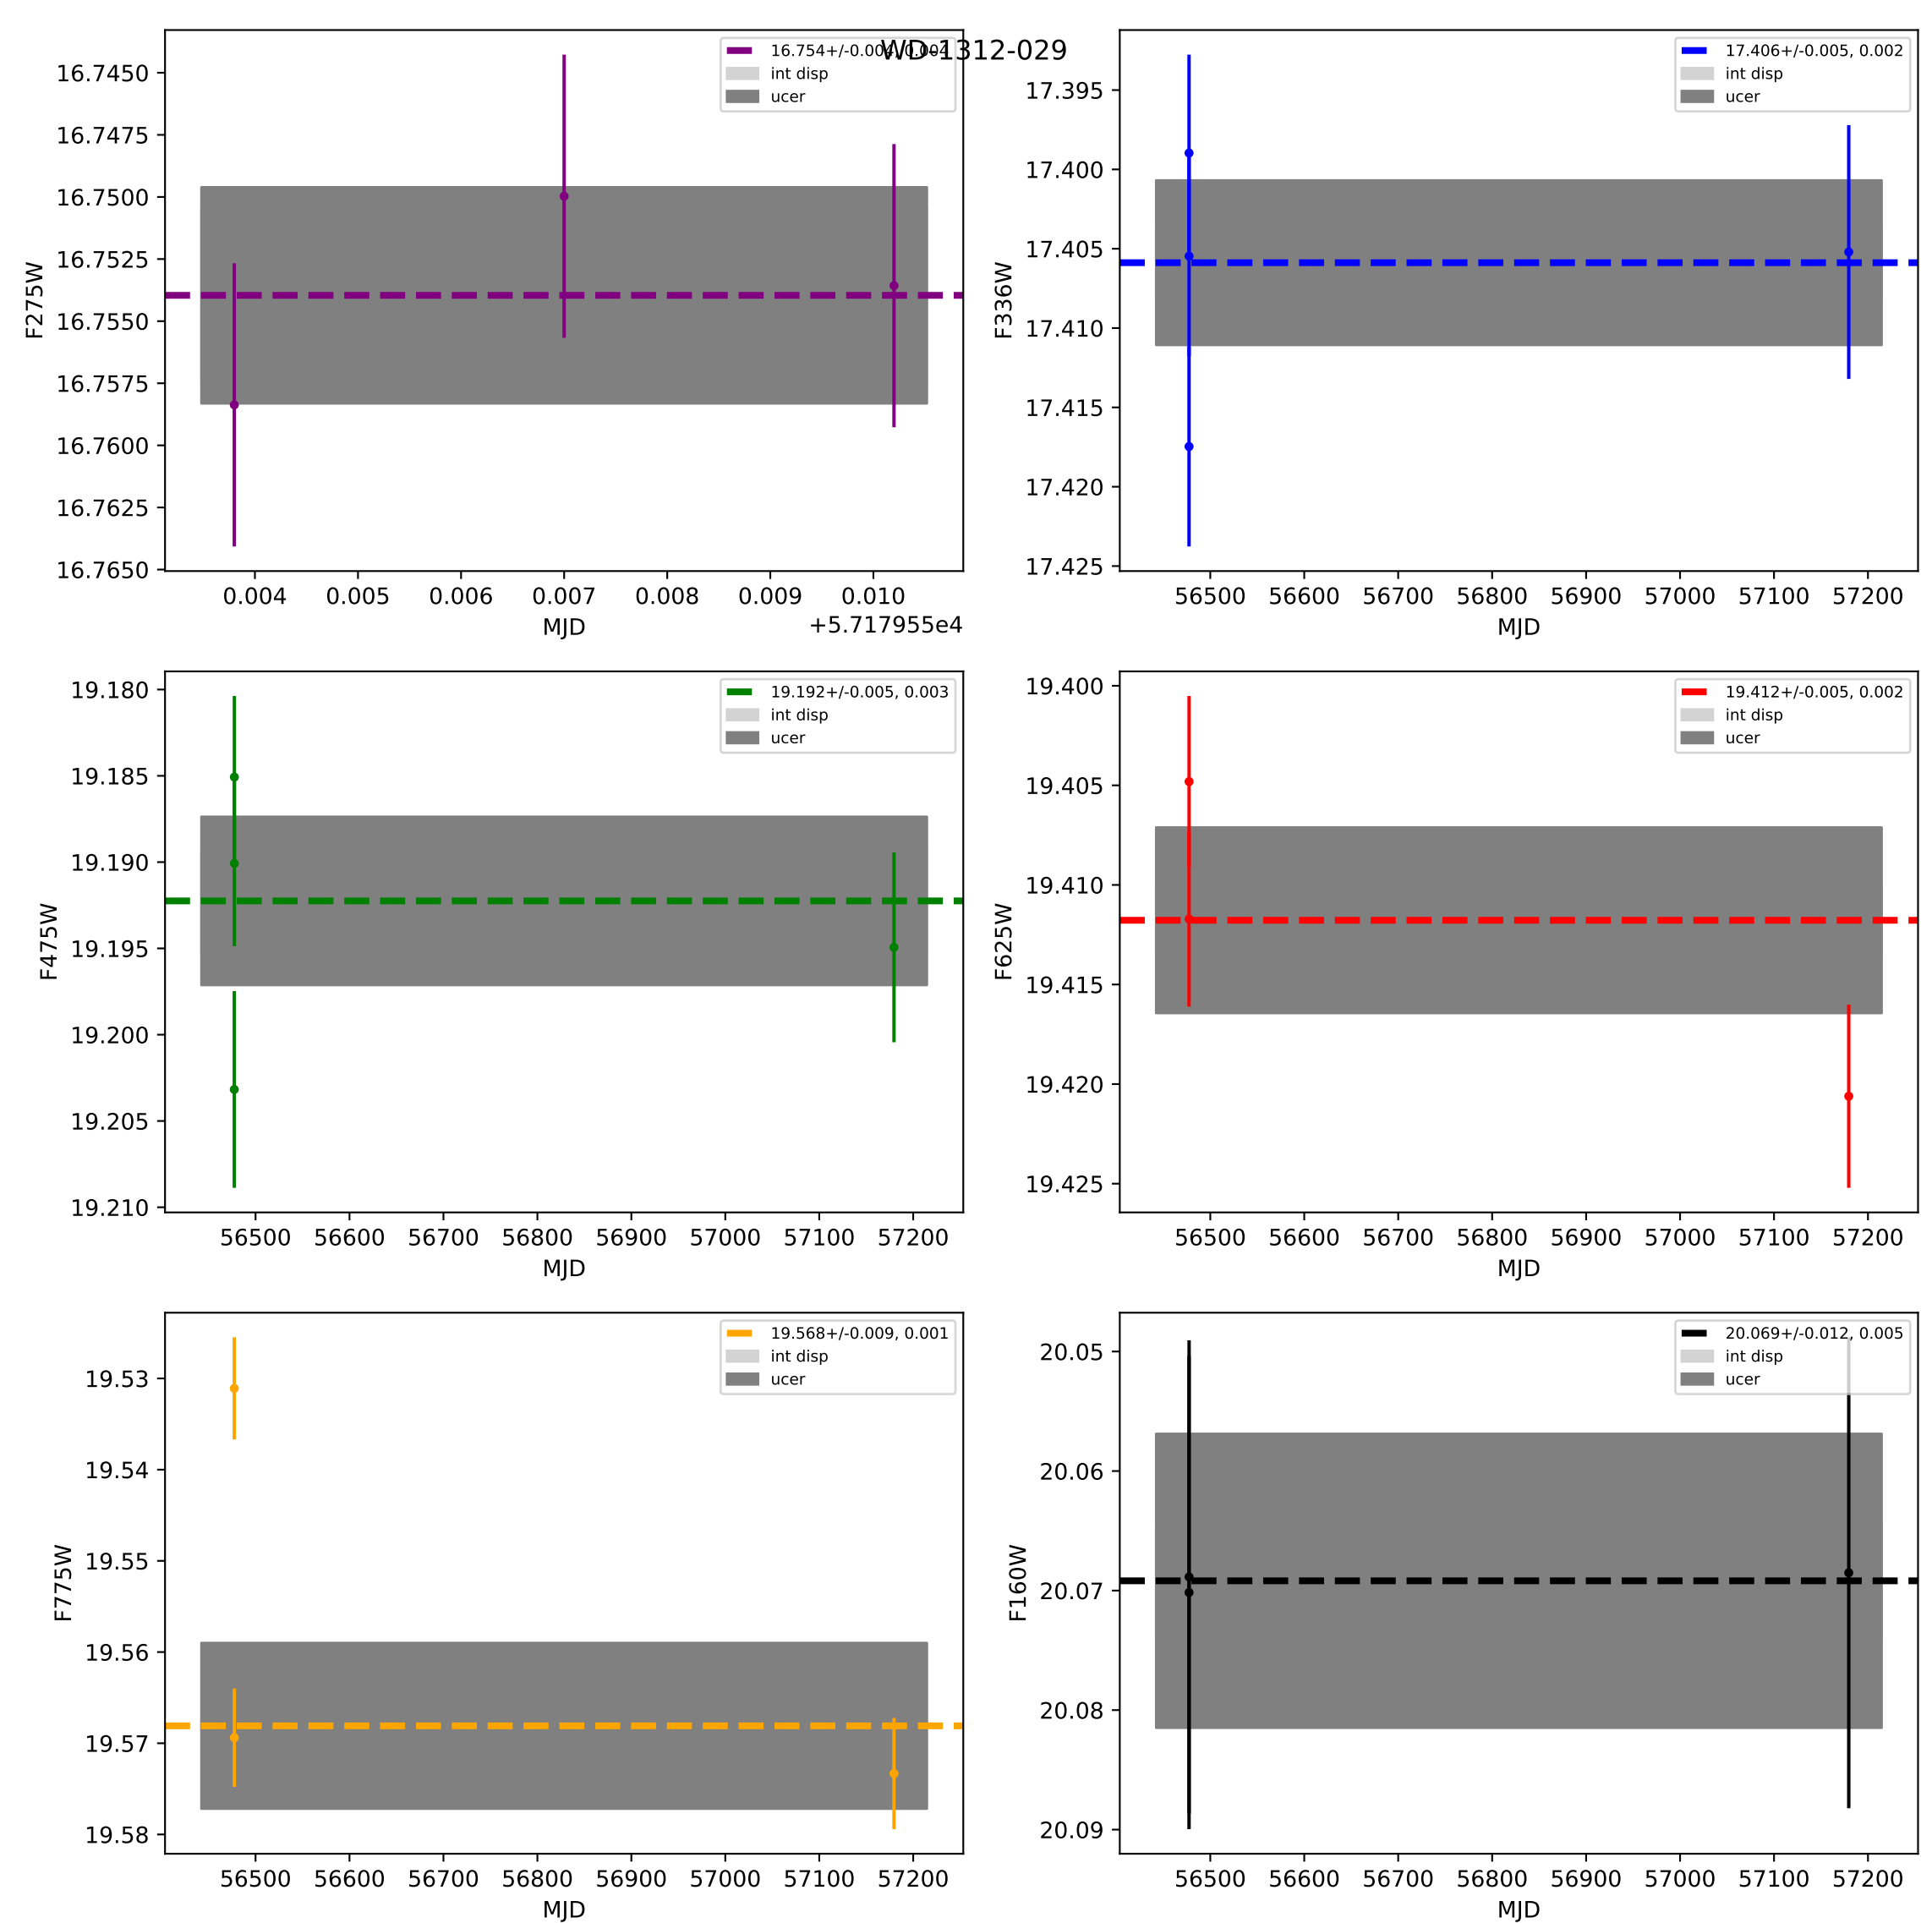 WD-1312-029
16.754+/-0.004, 0.004
int disp
ucer
16.7450
16.7475
16.7500
16.7525
16.7550
16.7575
16.7600
16.7625
16.7650
F275W
0.004 0.005 0.006 0.007 0.008 0.009 0.010
+5.717955e4
MJD
17.406+/-0.005, 0.002
int disp
ucer
17.395
17.400
17.405
17.410
17.415
17.420
17.425
F336W
56500 56600 56700 56800 56900 57000 57100 57200
MJD
19.192+/-0.005, 0.003
int disp
ucer
19.180
19.185
19.190
19.195
19.200
19.205
19.210
F475W
56500 56600 56700 56800 56900 57000 57100 57200
MJD
19.412+/-0.005, 0.002
int disp
ucer
19.400
19.405
19.410
19.415
19.420
19.425
F625W
56500 56600 56700 56800 56900 57000 57100 57200
MJD
19.568+/-0.009, 0.001
int disp
ucer
19.53
19.54
19.55
19.56
19.57
19.58
F775W
56500 56600 56700 56800 56900 57000 57100 57200
MJD
20.069+/-0.012, 0.005
int disp
ucer
20.05
20.06
20.07
20.08
20.09
F160W
56500 56600 56700 56800 56900 57000 57100 57200
MJD